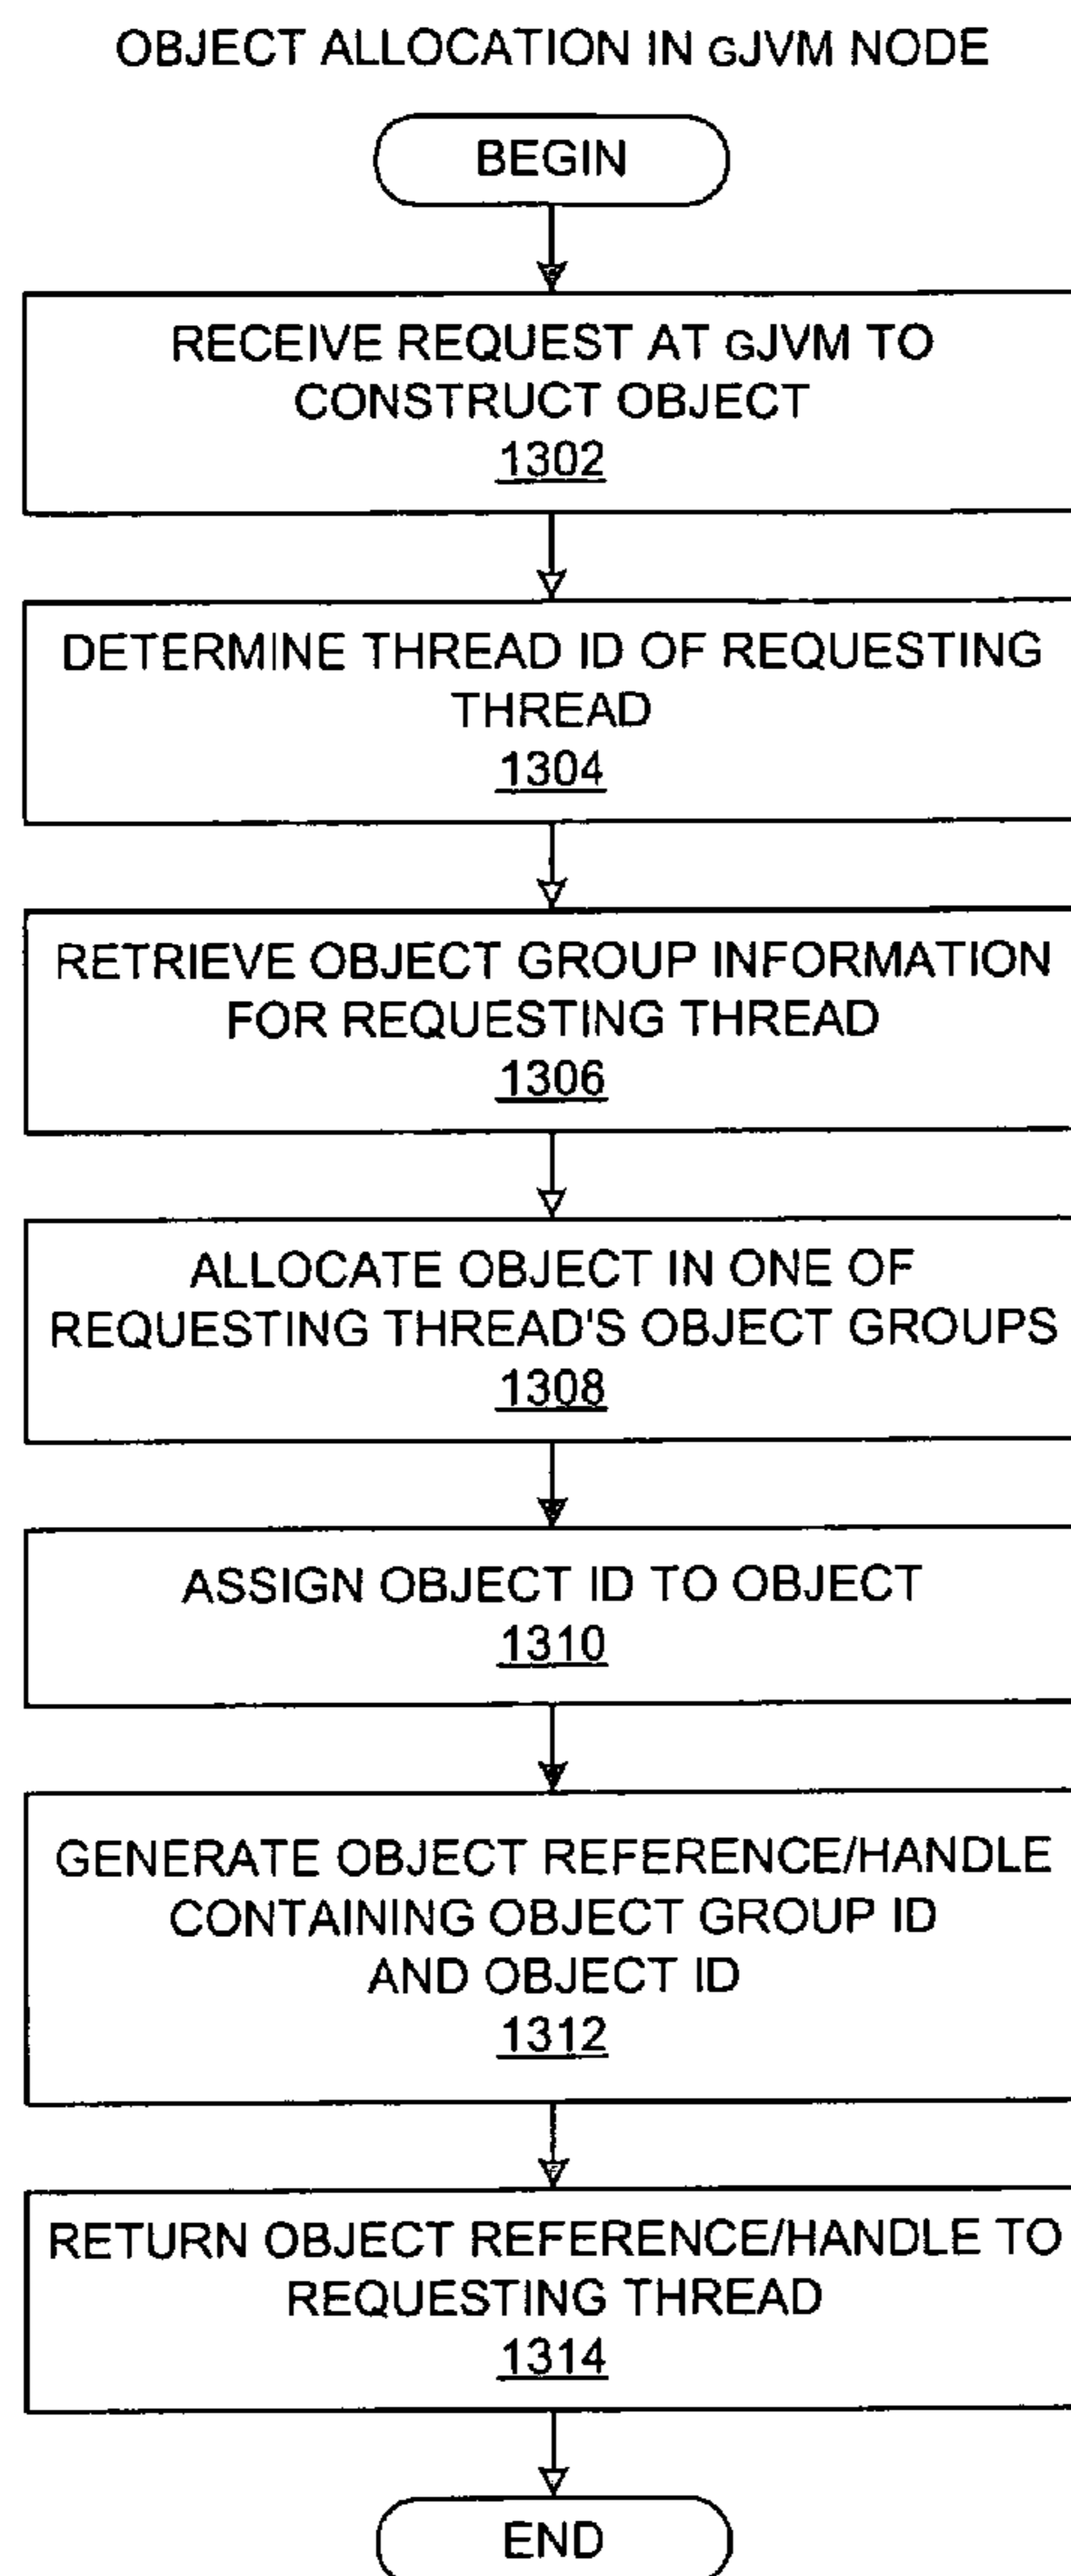 OBJECT ALLOCATION IN GJVM NODE
BEGIN
RECEIVE REQUEST AT GJVM TO
CONSTRUCT OBJECT
1302
DETERMINE THREAD ID OF REQUESTING
THREAD
1304
RETRIEVE OBJECT GROUP INFORMATION
FOR REQUESTING THREAD
1306
ALLOCATE OBJECT IN ONE OF
REQUESTING THREAD'S OBJECT GROUPS
1308
ASSIGN OBJECT ID TO OBJECT
1310
GENERATE OBJECT REFERENCE/HANDLE
CONTAINING OBJECT GROUP ID
AND OBJECT ID
1312
RETURN OBJECT REFERENCE/HANDLE TO
REQUESTING THREAD
1314
END